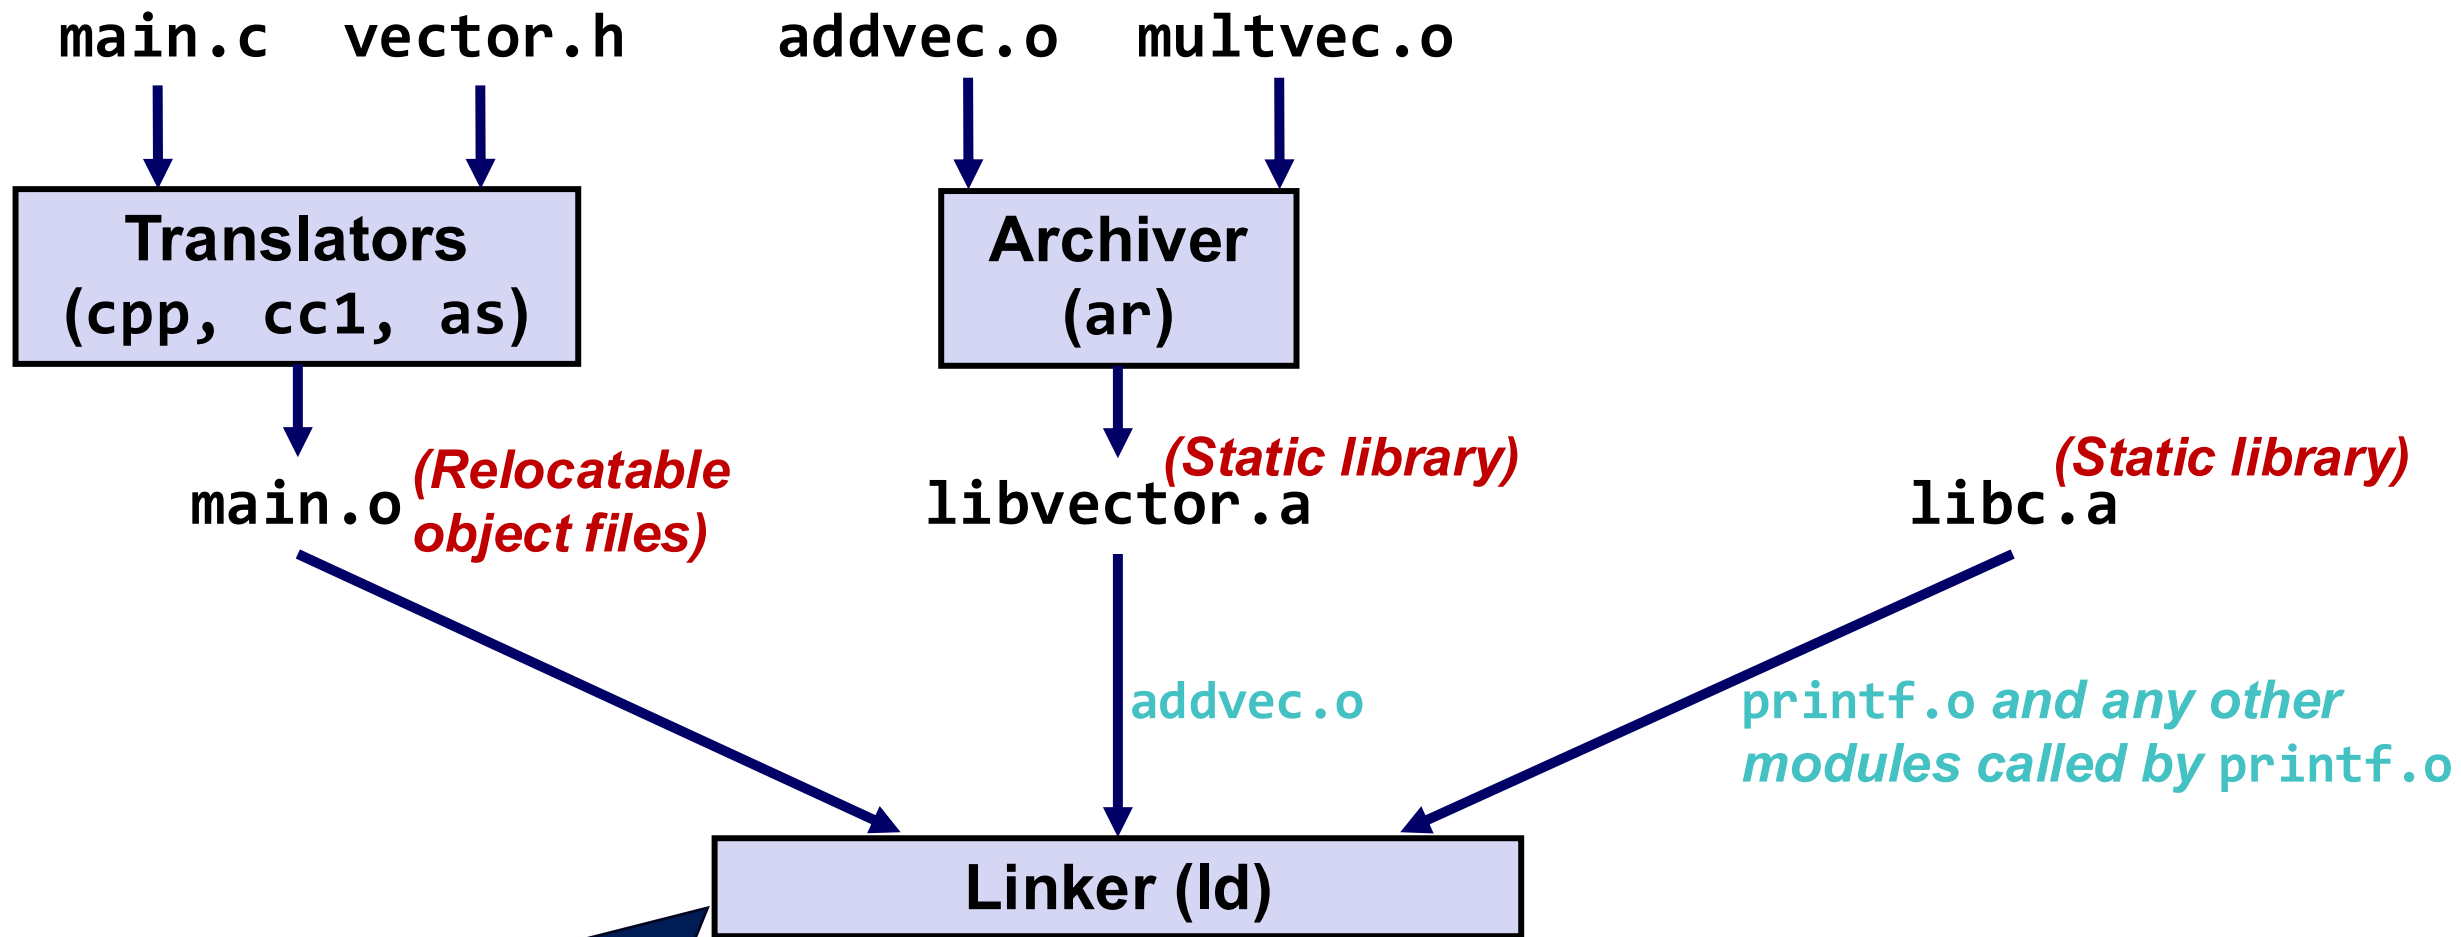 main.c vector.h addvec.o multvec.o
Translators
(cpp, cc1, as)
Archiver
(ar)
main.o
(Relocatable
object files)
(Static library)
libvector.a
(Static library)
libc.a
addvec.o
printf.o and any other
modules called by printf.o
Linker (ld)